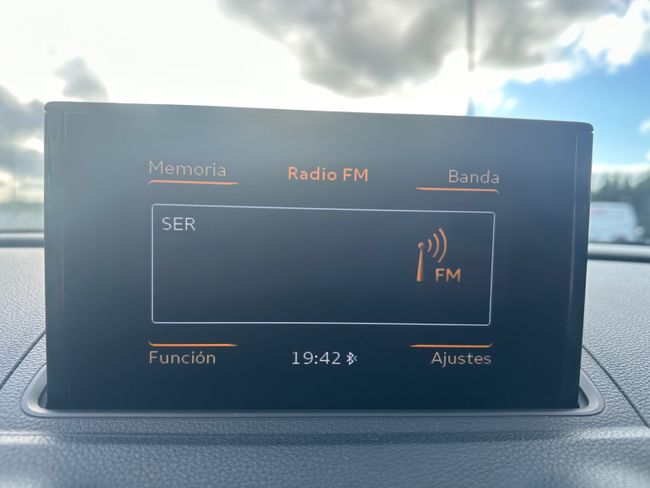 Memoria
Radio FM
Banda
SER
FM
Función
19:42
Ajustes